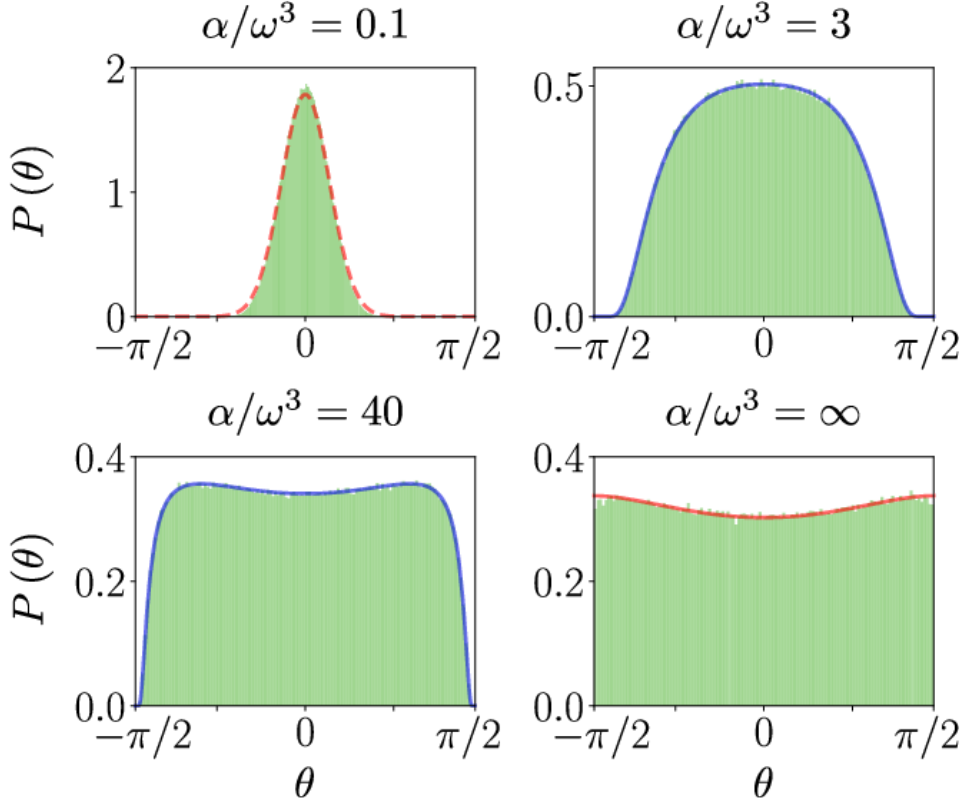 α/ω³ = 0.1
α/ω³ = 3
P (θ)
2
1
0
−π/2
0
π/2
0.5
0.0
−π/2
0
π/2
α/ω³ = 40
α/ω³ = ∞
P (θ)
0.4
0.2
0.0
−π/2
0
π/2
θ
0.4
0.2
0.0
−π/2
0
π/2
θ